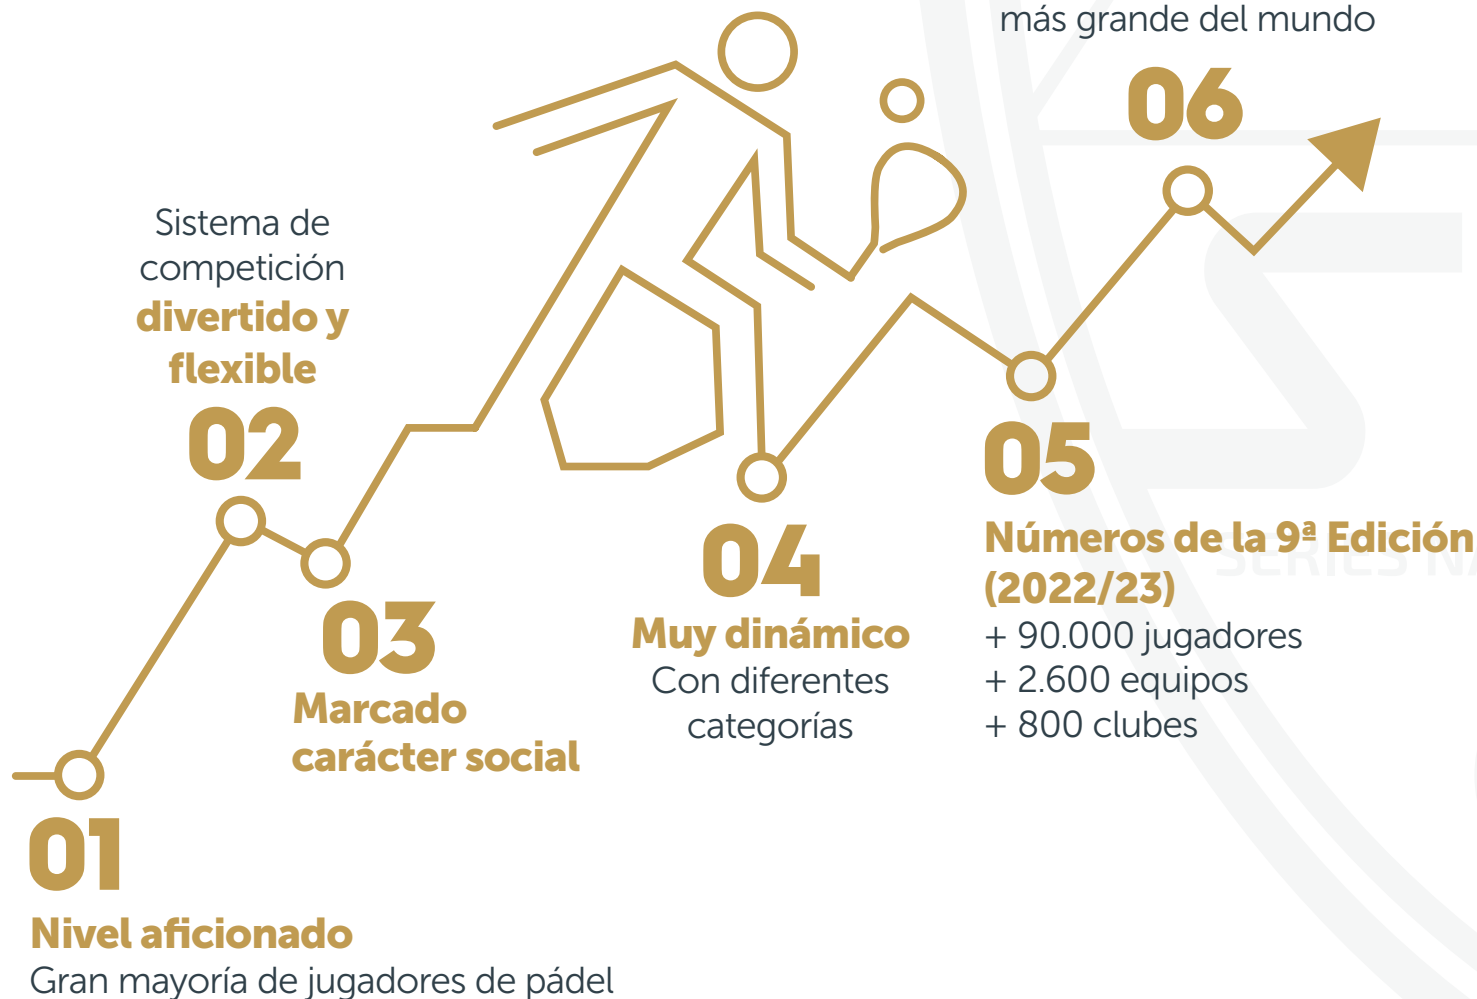 más grande del mundo
06
Sistema de
competición
divertido y
flexible
02
05
Números de la 9ª Edición
(2022/23)
+ 90.000 jugadores
+ 2.600 equipos
+ 800 clubes
04
Muy dinámico
Con diferentes
categorías
03
Marcado
carácter social
01
Nivel aficionado
Gran mayoría de jugadores de pádel
SERIES NA